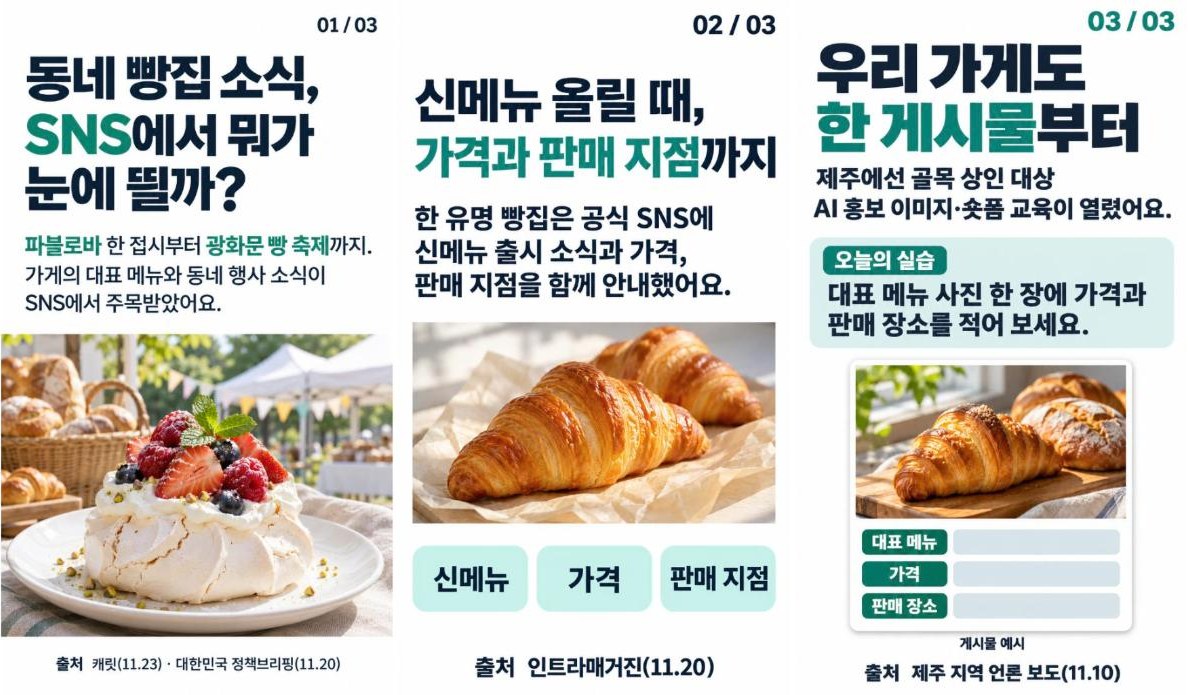 01 / 03
동네 빵집 소식,
SNS에서 뭐가
눈에 띌까?
파블로바 한 접시부터 광화문 빵 축제까지.
가게의 대표 메뉴와 동네 행사 소식이
SNS에서 주목받았어요.
출처 캐릿(11.23) · 대한민국 정책브리핑(11.20)
02 / 03
신메뉴 올릴 때,
가격과 판매 지점까지
한 유명 빵집은 공식 SNS에
신메뉴 출시 소식과 가격,
판매 지점을 함께 안내했어요.
신메뉴
가격
판매 지점
출처 인트라매거진(11.20)
03 / 03
우리 가게도
한 게시물부터
제주에선 골목 상인 대상
AI 홍보 이미지·숏폼 교육이 열렸어요.
오늘의 실습
대표 메뉴 사진 한 장에 가격과
판매 장소를 적어 보세요.
대표 메뉴
가격
판매 장소
게시물 예시
출처 제주 지역 언론 보도(11.10)